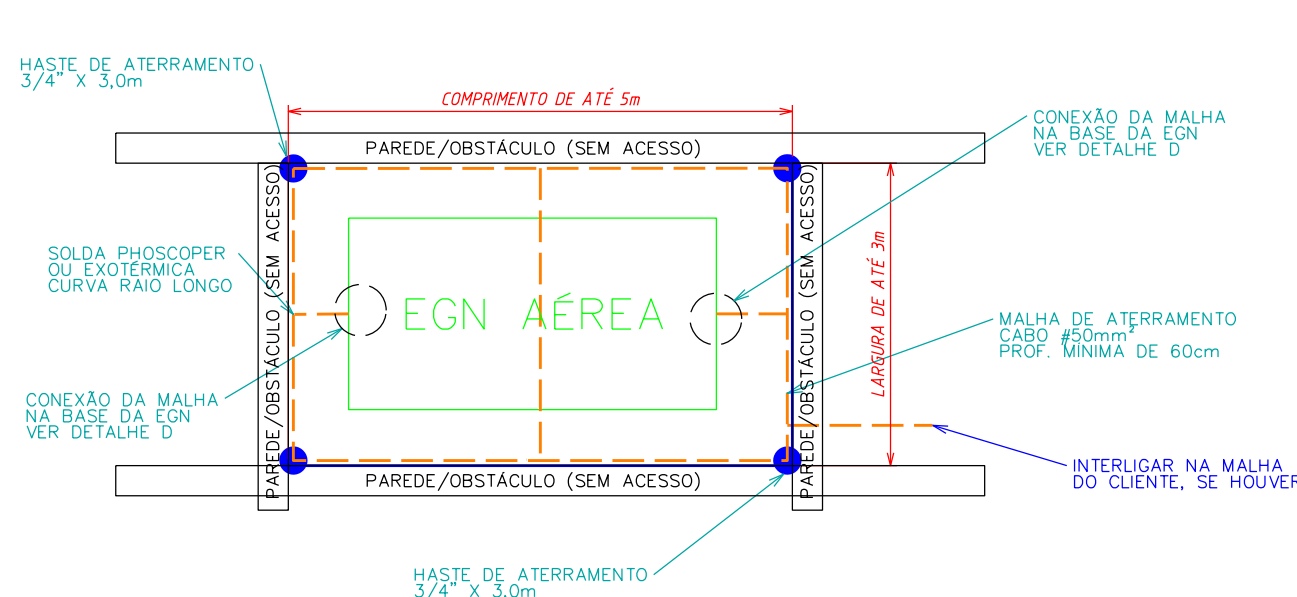 HASTE DE ATERRAMENTO
3/4" X 3,0m
COMPRIMENTO DE ATÉ 5m
CONEXÃO DA MALHA
NA BASE DA EGN
VER DETALHE D
PAREDE/OBSTÁCULO (SEM ACESSO)
PAREDE/OBSTÁCULO (SEM ACESSO)
PAREDE/OBSTÁCULO (SEM ACESSO)
SOLDA PHOSCOPER
OU EXOTÉRMICA
CURVA RAIO LONGO
EGN AÉREA
LARGURA DE ATÉ 3m
MALHA DE ATERRAMENTO
CABO #50mm²
PROF. MÍNIMA DE 60cm
CONEXÃO DA MALHA
NA BASE DA EGN
VER DETALHE D
PAREDE/OBSTÁCULO (SEM ACESSO)
INTERLIGAR NA MALHA
DO CLIENTE, SE HOUVER
HASTE DE ATERRAMENTO
3/4" X 3,0m